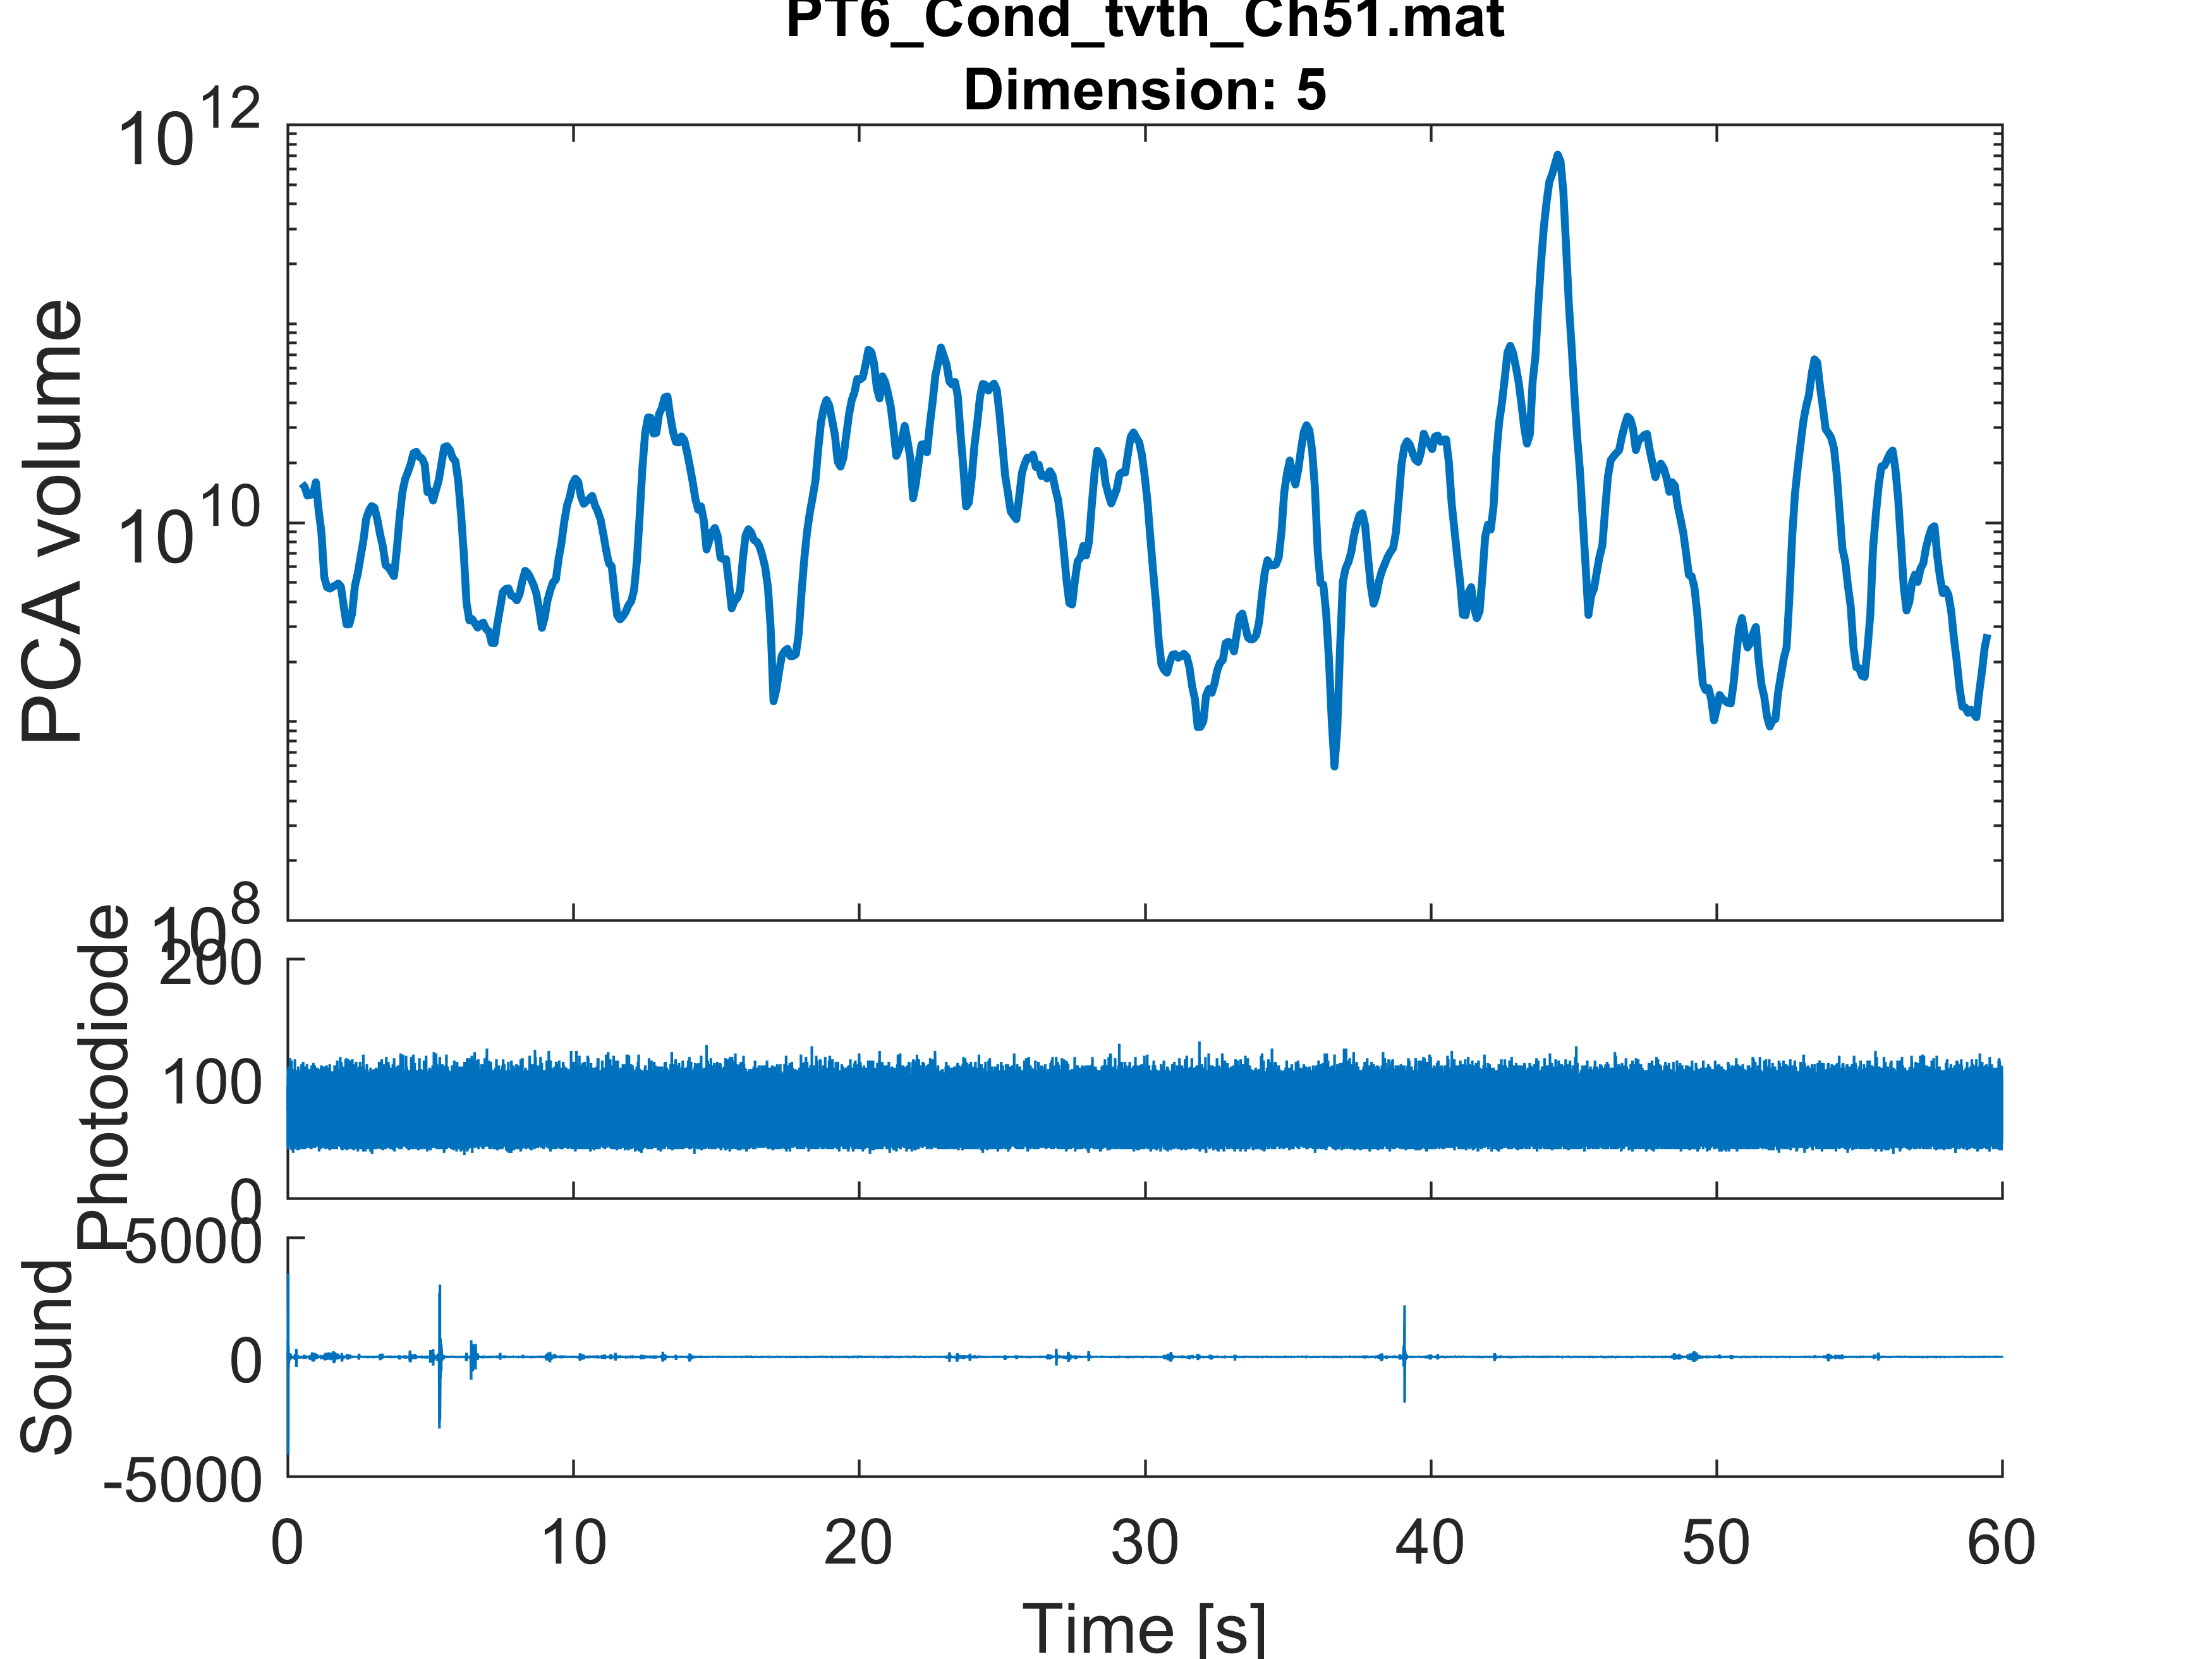 PT6_Cond_tvth_Ch51.mat
Dimension: 5
PCA volume
10^12
10^10
10^8
Photodiode
200
100
0
Sound
5000
0
-5000
0 10 20 30 40 50 60
Time [s]